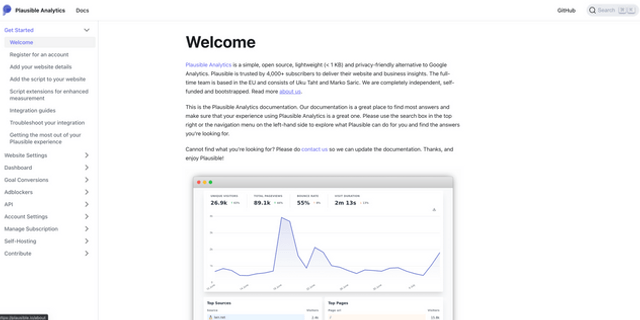 Plausible Analytics Docs GitHub Search
Get Started
Welcome
Register for an account
Add your website details
Add the script to your website
Script extensions for enhanced
measurement
Integration guides
Troubleshoot your integration
Getting the most out of your
Plausible experience
Website Settings
Dashboard
Goal Conversions
Adblockers
API
Account Settings
Manage Subscription
Self-Hosting
Contribute
Welcome
Plausible Analytics is a simple, open source, lightweight (< 1 KB) and privacy-friendly alternative to Google
Analytics. Plausible is trusted by 4,000+ subscribers to deliver their website and business insights. The full-
time team is based in the EU and consists of Uku Taht and Marko Saric. We are completely independent, self-
funded and bootstrapped. Read more about us.
This is the Plausible Analytics documentation. Our documentation is a great place to find most answers and
make sure that your experience using Plausible Analytics is a great one. Please use the search box in the top
right or the navigation menu on the left-hand side to explore what Plausible can do for you and find the answers
you're looking for.
Cannot find what you're looking for? Please do contact us so we can update the documentation. Thanks, and
enjoy Plausible!
UNIQUE VISITORS TOTAL PAGEVIEWS BOUNCE RATE VISIT DURATION
26.9k 89.1k 55% 2m 13s
Top Sources Top Pages